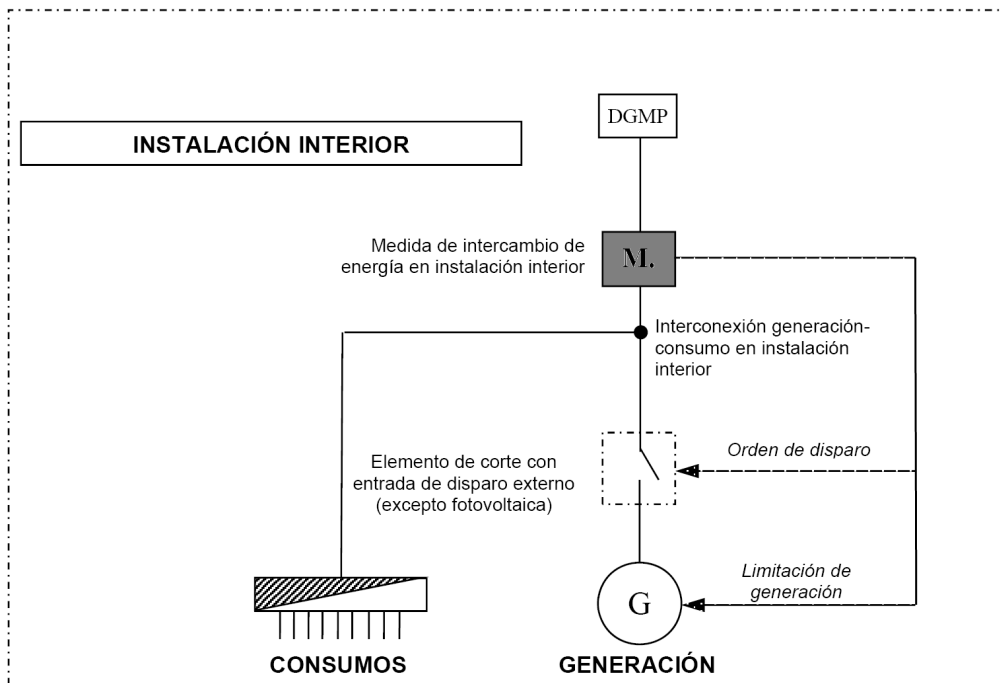 DGMP
INSTALACIÓN INTERIOR
Medida de intercambio de
energía en instalación interior
M.
Interconexión generación-
consumo en instalación
interior
Elemento de corte con
entrada de disparo externo
(excepto fotovoltaica)
Orden de disparo
Limitación de
generación
G
CONSUMOS
GENERACIÓN